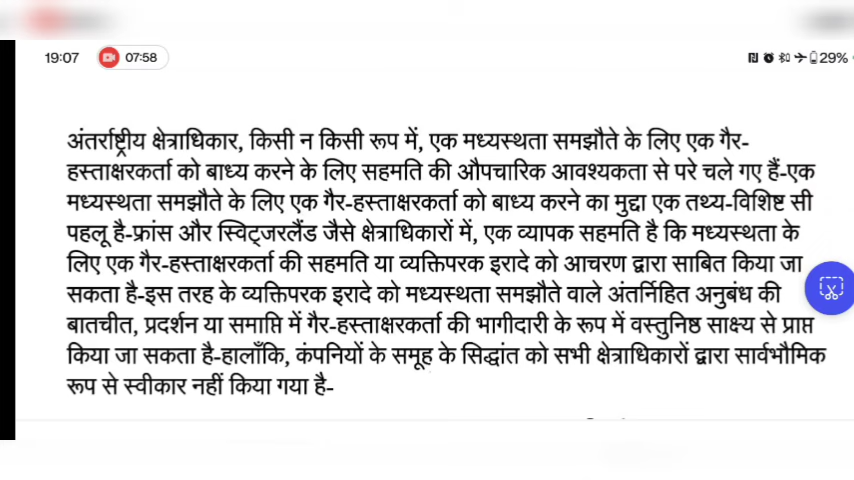 19:07 07:58 29%
अंतर्राष्ट्रीय क्षेत्राधिकार, किसी न किसी रूप में, एक मध्यस्थता समझौते के लिए एक गैर-
हस्ताक्षरकर्ता को बाध्य करने के लिए सहमति की औपचारिक आवश्यकता से परे चले गए हैं-एक
मध्यस्थता समझौते के लिए एक गैर-हस्ताक्षरकर्ता को बाध्य करने का मुद्दा एक तथ्य-विशिष्ट सी
पहलू है-फ्रांस और स्विट्जरलैंड जैसे क्षेत्राधिकारों में, एक व्यापक सहमति है कि मध्यस्थता के
लिए एक गैर-हस्ताक्षरकर्ता की सहमति या व्यक्तिपरक इरादे को आचरण द्वारा साबित किया जा
सकता है-इस तरह के व्यक्तिपरक इरादे को मध्यस्थता समझौते वाले अंतर्निहित अनुबंध की
बातचीत, प्रदर्शन या समाप्ति में गैर-हस्ताक्षरकर्ता की भागीदारी के रूप में वस्तुनिष्ठ साक्ष्य से प्राप्त
किया जा सकता है-हालाँकि, कंपनियों के समूह के सिद्धांत को सभी क्षेत्राधिकारों द्वारा सार्वभौमिक
रूप से स्वीकार नहीं किया गया है-